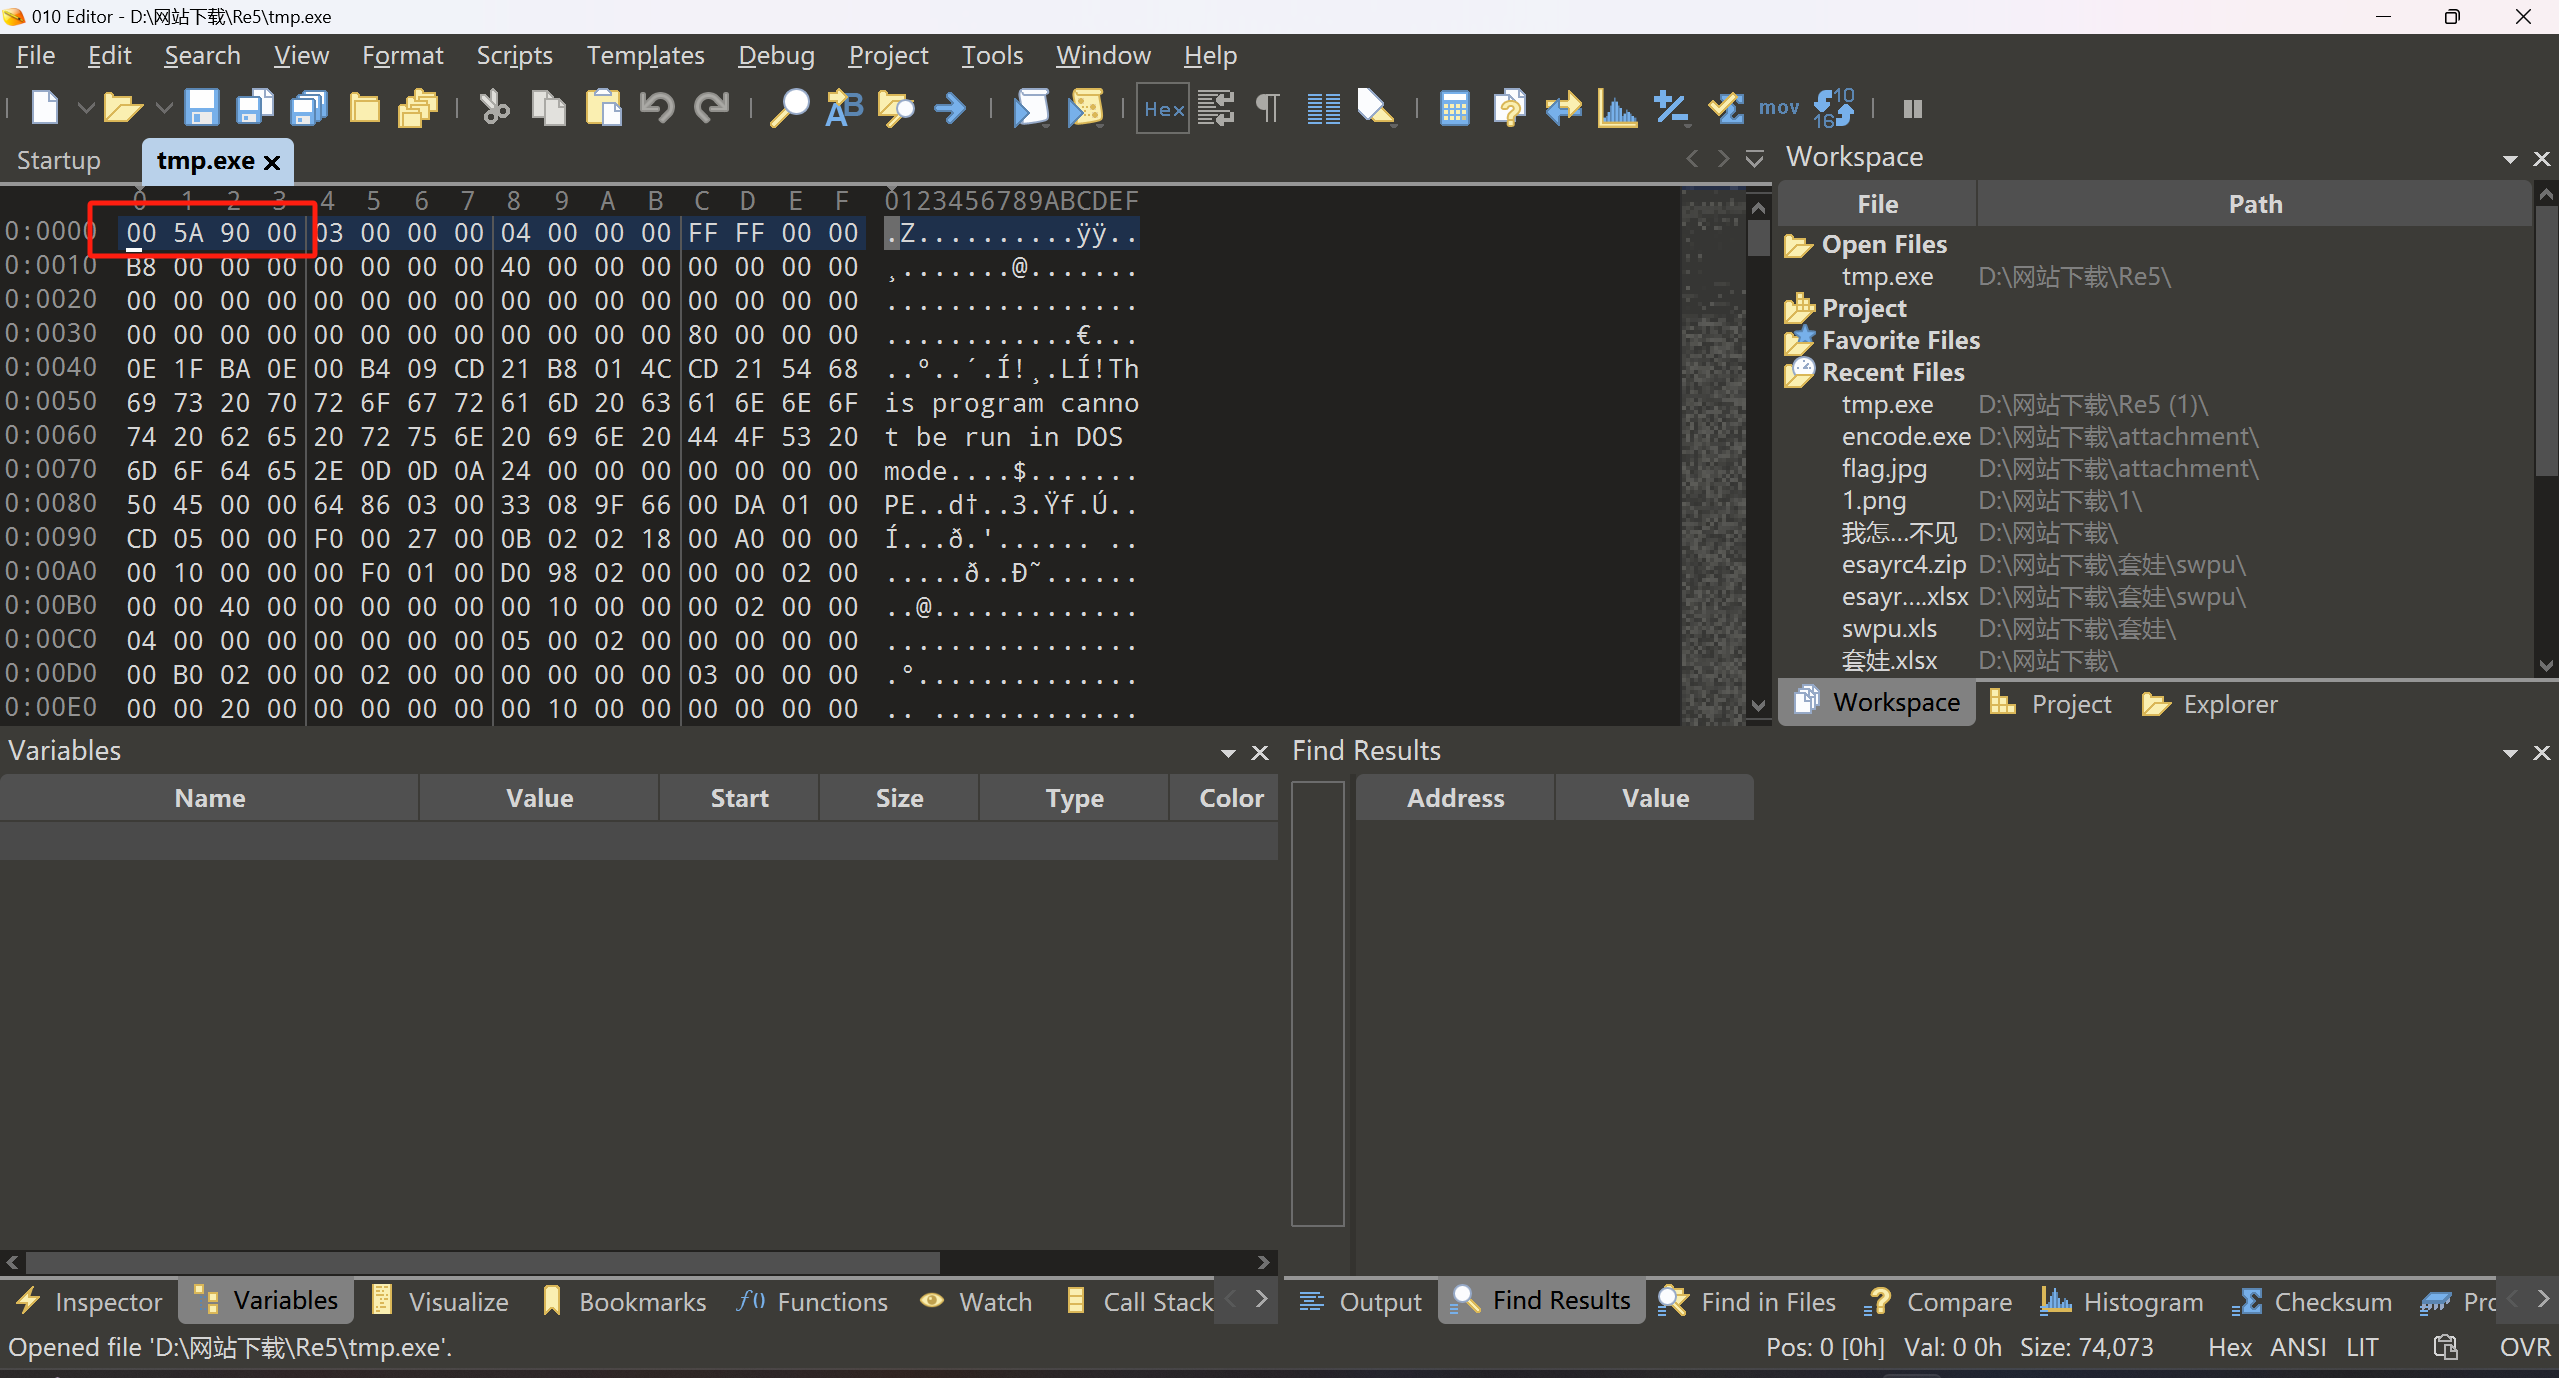 010 Editor - D:\网站下载\Re5\tmp.exe
File Edit Search View Format Scripts Templates Debug Project Tools Window Help
Hex mov 10 16
Startup tmp.exe
0 1 2 3 4 5 6 7 8 9 A B C D E F 0123456789ABCDEF
0:0000 00 5A 90 00 03 00 00 00 04 00 00 00 FF FF 00 00 .Z..........ÿÿ..
0:0010 B8 00 00 00 00 00 00 00 40 00 00 00 00 00 00 00 ¸.......@.......
0:0020 00 00 00 00 00 00 00 00 00 00 00 00 00 00 00 00 ................
0:0030 00 00 00 00 00 00 00 00 00 00 00 00 80 00 00 00 ............€...
0:0040 0E 1F BA 0E 00 B4 09 CD 21 B8 01 4C CD 21 54 68 ..º..´.Í!¸.LÍ!Th
0:0050 69 73 20 70 72 6F 67 72 61 6D 20 63 61 6E 6E 6F is program canno
0:0060 74 20 62 65 20 72 75 6E 20 69 6E 20 44 4F 53 20 t be run in DOS
0:0070 6D 6F 64 65 2E 0D 0D 0A 24 00 00 00 00 00 00 00 mode....$.......
0:0080 50 45 00 00 64 86 03 00 33 08 9F 66 00 DA 01 00 PE..d†..3.Ÿf.Ú..
0:0090 CD 05 00 00 F0 00 27 00 0B 02 02 18 00 A0 00 00 Í...ð.'...... ..
0:00A0 00 10 00 00 00 F0 01 00 D0 98 02 00 00 00 02 00 .....ð..Ð˜......
0:00B0 00 00 40 00 00 00 00 00 00 10 00 00 00 02 00 00 ..@.............
0:00C0 04 00 00 00 00 00 00 00 05 00 02 00 00 00 00 00 ................
0:00D0 00 B0 02 00 00 02 00 00 00 00 00 00 03 00 00 00 .°..............
0:00E0 00 00 20 00 00 00 00 00 00 10 00 00 00 00 00 00 .. .............
Workspace
File Path
Open Files
tmp.exe D:\网站下载\Re5\
Project
Favorite Files
Recent Files
tmp.exe D:\网站下载\Re5 (1)\
encode.exe D:\网站下载\attachment\
flag.jpg D:\网站下载\attachment\
1.png D:\网站下载\1\
我怎...不见 D:\网站下载\
esayrc4.zip D:\网站下载\套娃\swpu\
esayr....xlsx D:\网站下载\套娃\swpu\
swpu.xls D:\网站下载\套娃\
套娃.xlsx D:\网站下载\
Workspace Project Explorer
Variables
Name Value Start Size Type Color
Find Results
Address Value
Inspector Variables Visualize Bookmarks Functions Watch Call Stack
Output Find Results Find in Files Compare Histogram Checksum Prc
Opened file 'D:\网站下载\Re5\tmp.exe'.
Pos: 0 [0h] Val: 0 0h Size: 74,073 Hex ANSI LIT OVR